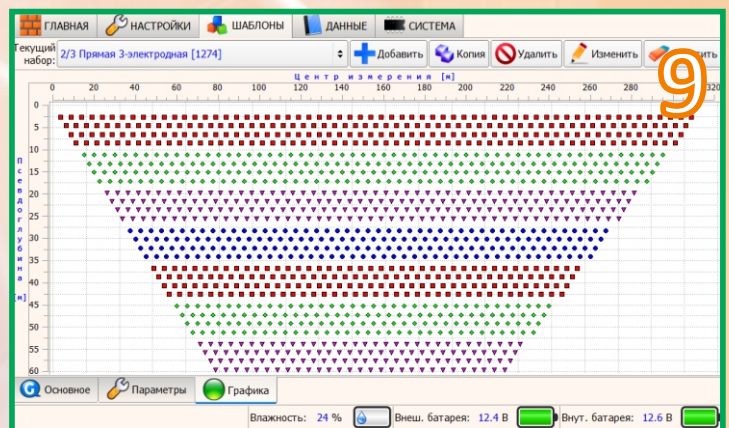 ГЛАВНАЯ НАСТРОЙКИ ШАБЛОНЫ ДАННЫЕ СИСТЕМА
Текущий набор: 2/3 Прямая 3-электродная [1274] Добавить Копия Удалить Изменить
9
Центр измерения [м]
0 20 40 60 80 100 120 140 160 180 200 220 240 260 280 320
Псевдоглубина [м]
0
5
10
15
20
25
30
35
40
45
50
55
60
Основное Параметры Графика
Влажность: 24 % Внеш. батарея: 12.4 В Внут. батарея: 12.6 В